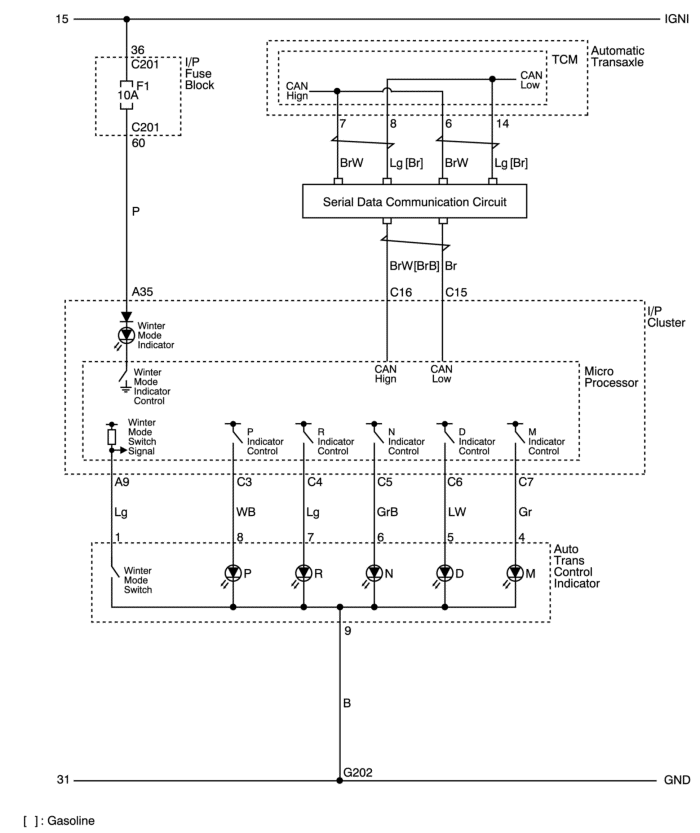 15 IGNI
36
C201
I/P
Fuse
Block
F1
10A
C201
60
Automatic
Transaxle
TCM
CAN
Hign
CAN
Low
7 8 6 14
BrW Lg [Br] BrW Lg [Br]
Serial Data Communication Circuit
P
BrW[BrB] Br
A35 C16 C15
I/P
Cluster
Winter
Mode
Indicator
Winter
Mode
Indicator
Control
CAN
Hign
CAN
Low
Micro
Processor
Winter
Mode
Switch
Signal
P
Indicator
Control
R
Indicator
Control
N
Indicator
Control
D
Indicator
Control
M
Indicator
Control
A9 C3 C4 C5 C6 C7
Lg WB Lg GrB LW Gr
1 8 7 6 5 4
Auto
Trans
Control
Indicator
Winter
Mode
Switch
P R N D M
9
B
G202
31 GND
[ ] : Gasoline